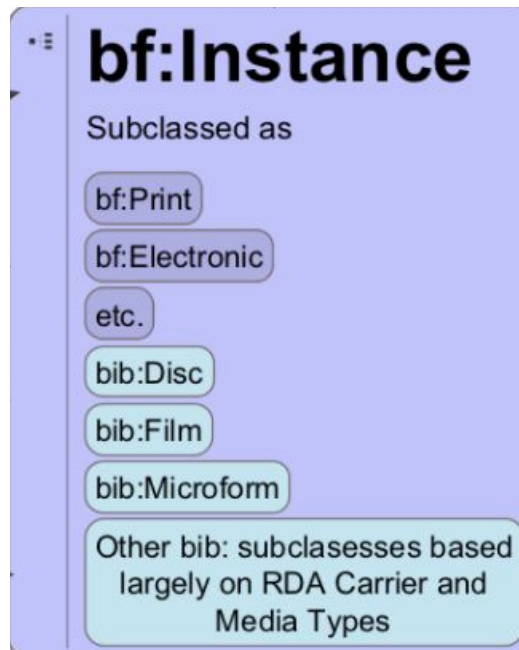 bf:Instance
Subclassed as
bf:Print
bf:Electronic
etc.
bib:Disc
bib:Film
bib:Microform
Other bib: subclasesses based
largely on RDA Carrier and
Media Types